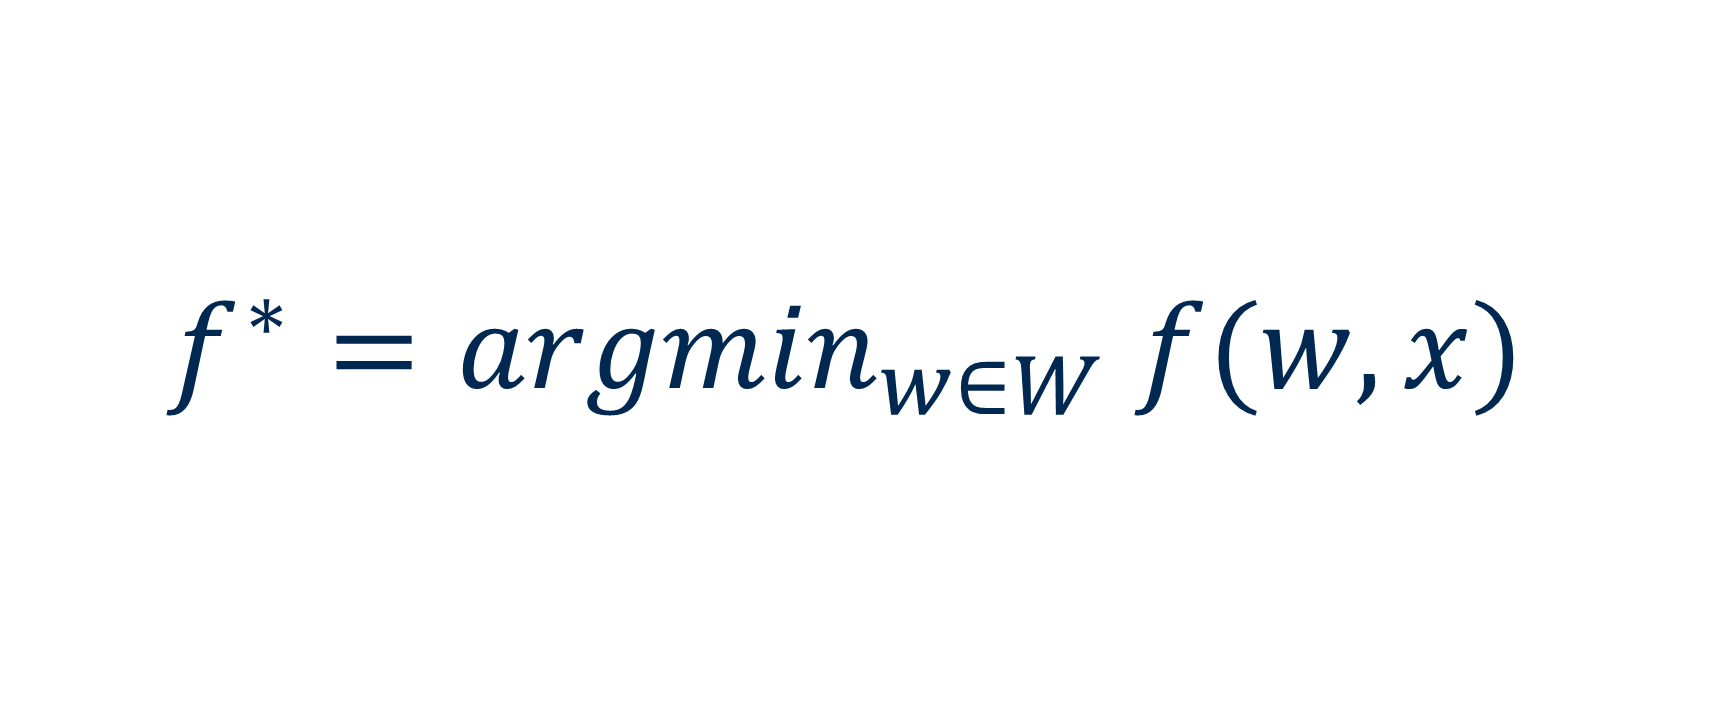 f* = argmin_{w∈W} f(w, x)